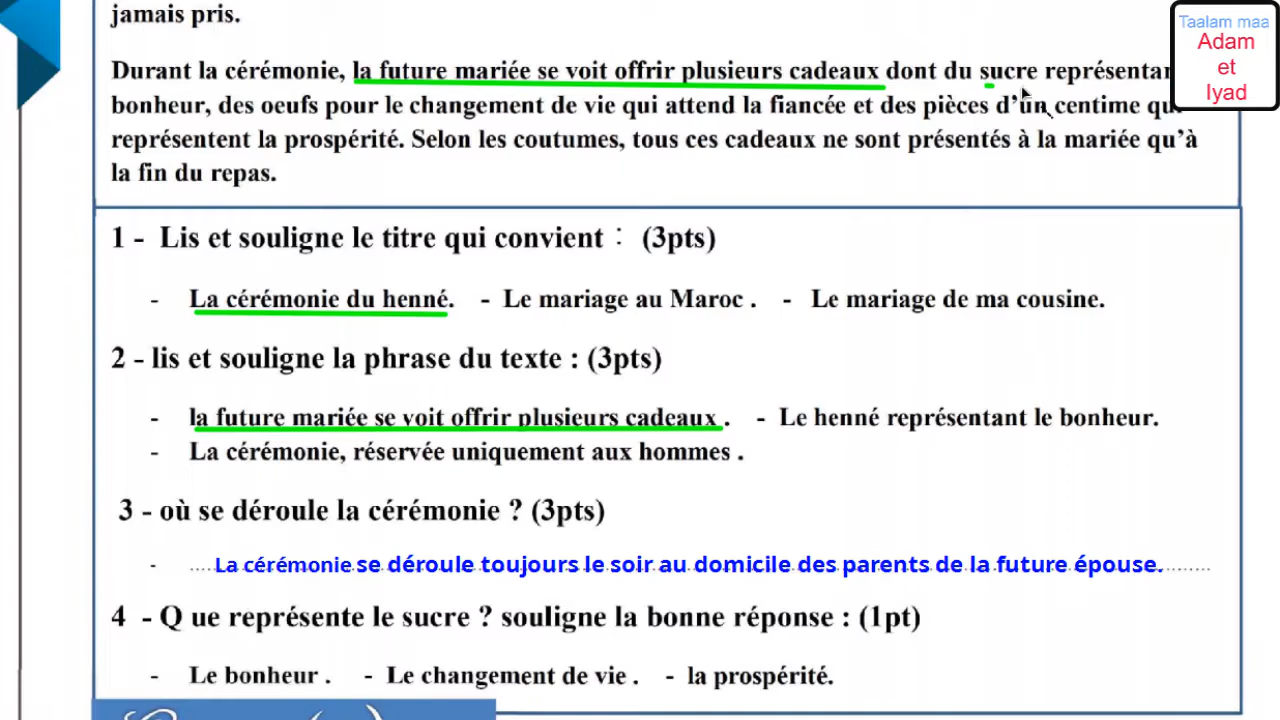 jamais pris.
Taalam maa
Adam
et
Iyad
Durant la cérémonie, la future mariée se voit offrir plusieurs cadeaux dont du sucre
bonheur, des oeufs pour le changement de vie qui attend la fiancée et des pièces d'un centime
représentent la prospérité. Selon les coutumes, tous ces cadeaux ne sont présentés à la mariée qu'à
la fin du repas.
1 - Lis et souligne le titre qui convient : (3pts)
- La cérémonie du henné. - Le mariage au Maroc . - Le mariage de ma cousine.
2 - lis et souligne la phrase du texte : (3pts)
- la future mariée se voit offrir plusieurs cadeaux . - Le henné représentant le bonheur.
- La cérémonie, réservée uniquement aux hommes .
3 - où se déroule la cérémonie ? (3pts)
- La cérémonie se déroule toujours le soir au domicile des parents de la future épouse.
4 - Q ue représente le sucre ? souligne la bonne réponse : (1pt)
- Le bonheur . - Le changement de vie . - la prospérité.